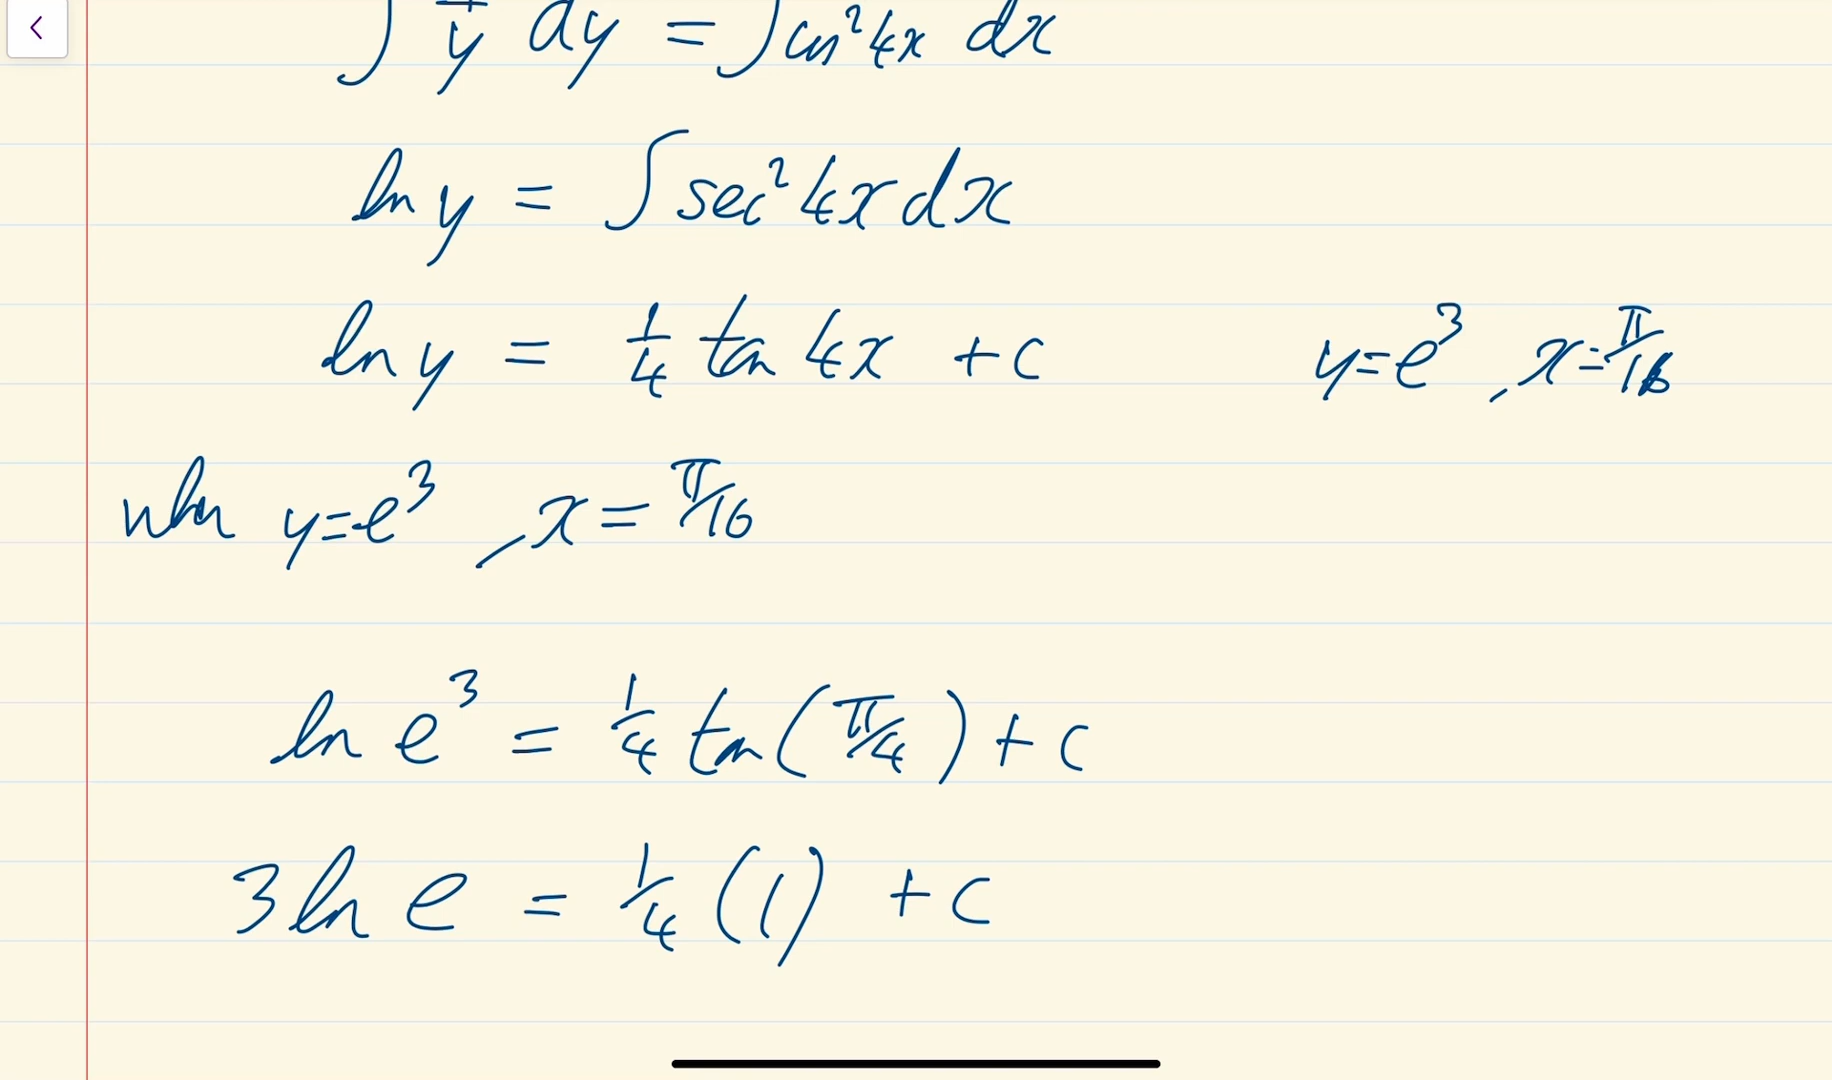 ∫ 1/y dy = ∫ cos²4x dx
ln y = ∫ sec²4x dx
ln y = ¼ tan 4x + c
y=e³, x=π/16
when y=e³, x=π/16
ln e³ = ¼ tan(π/4) + c
3 ln e = ¼ (1) + c